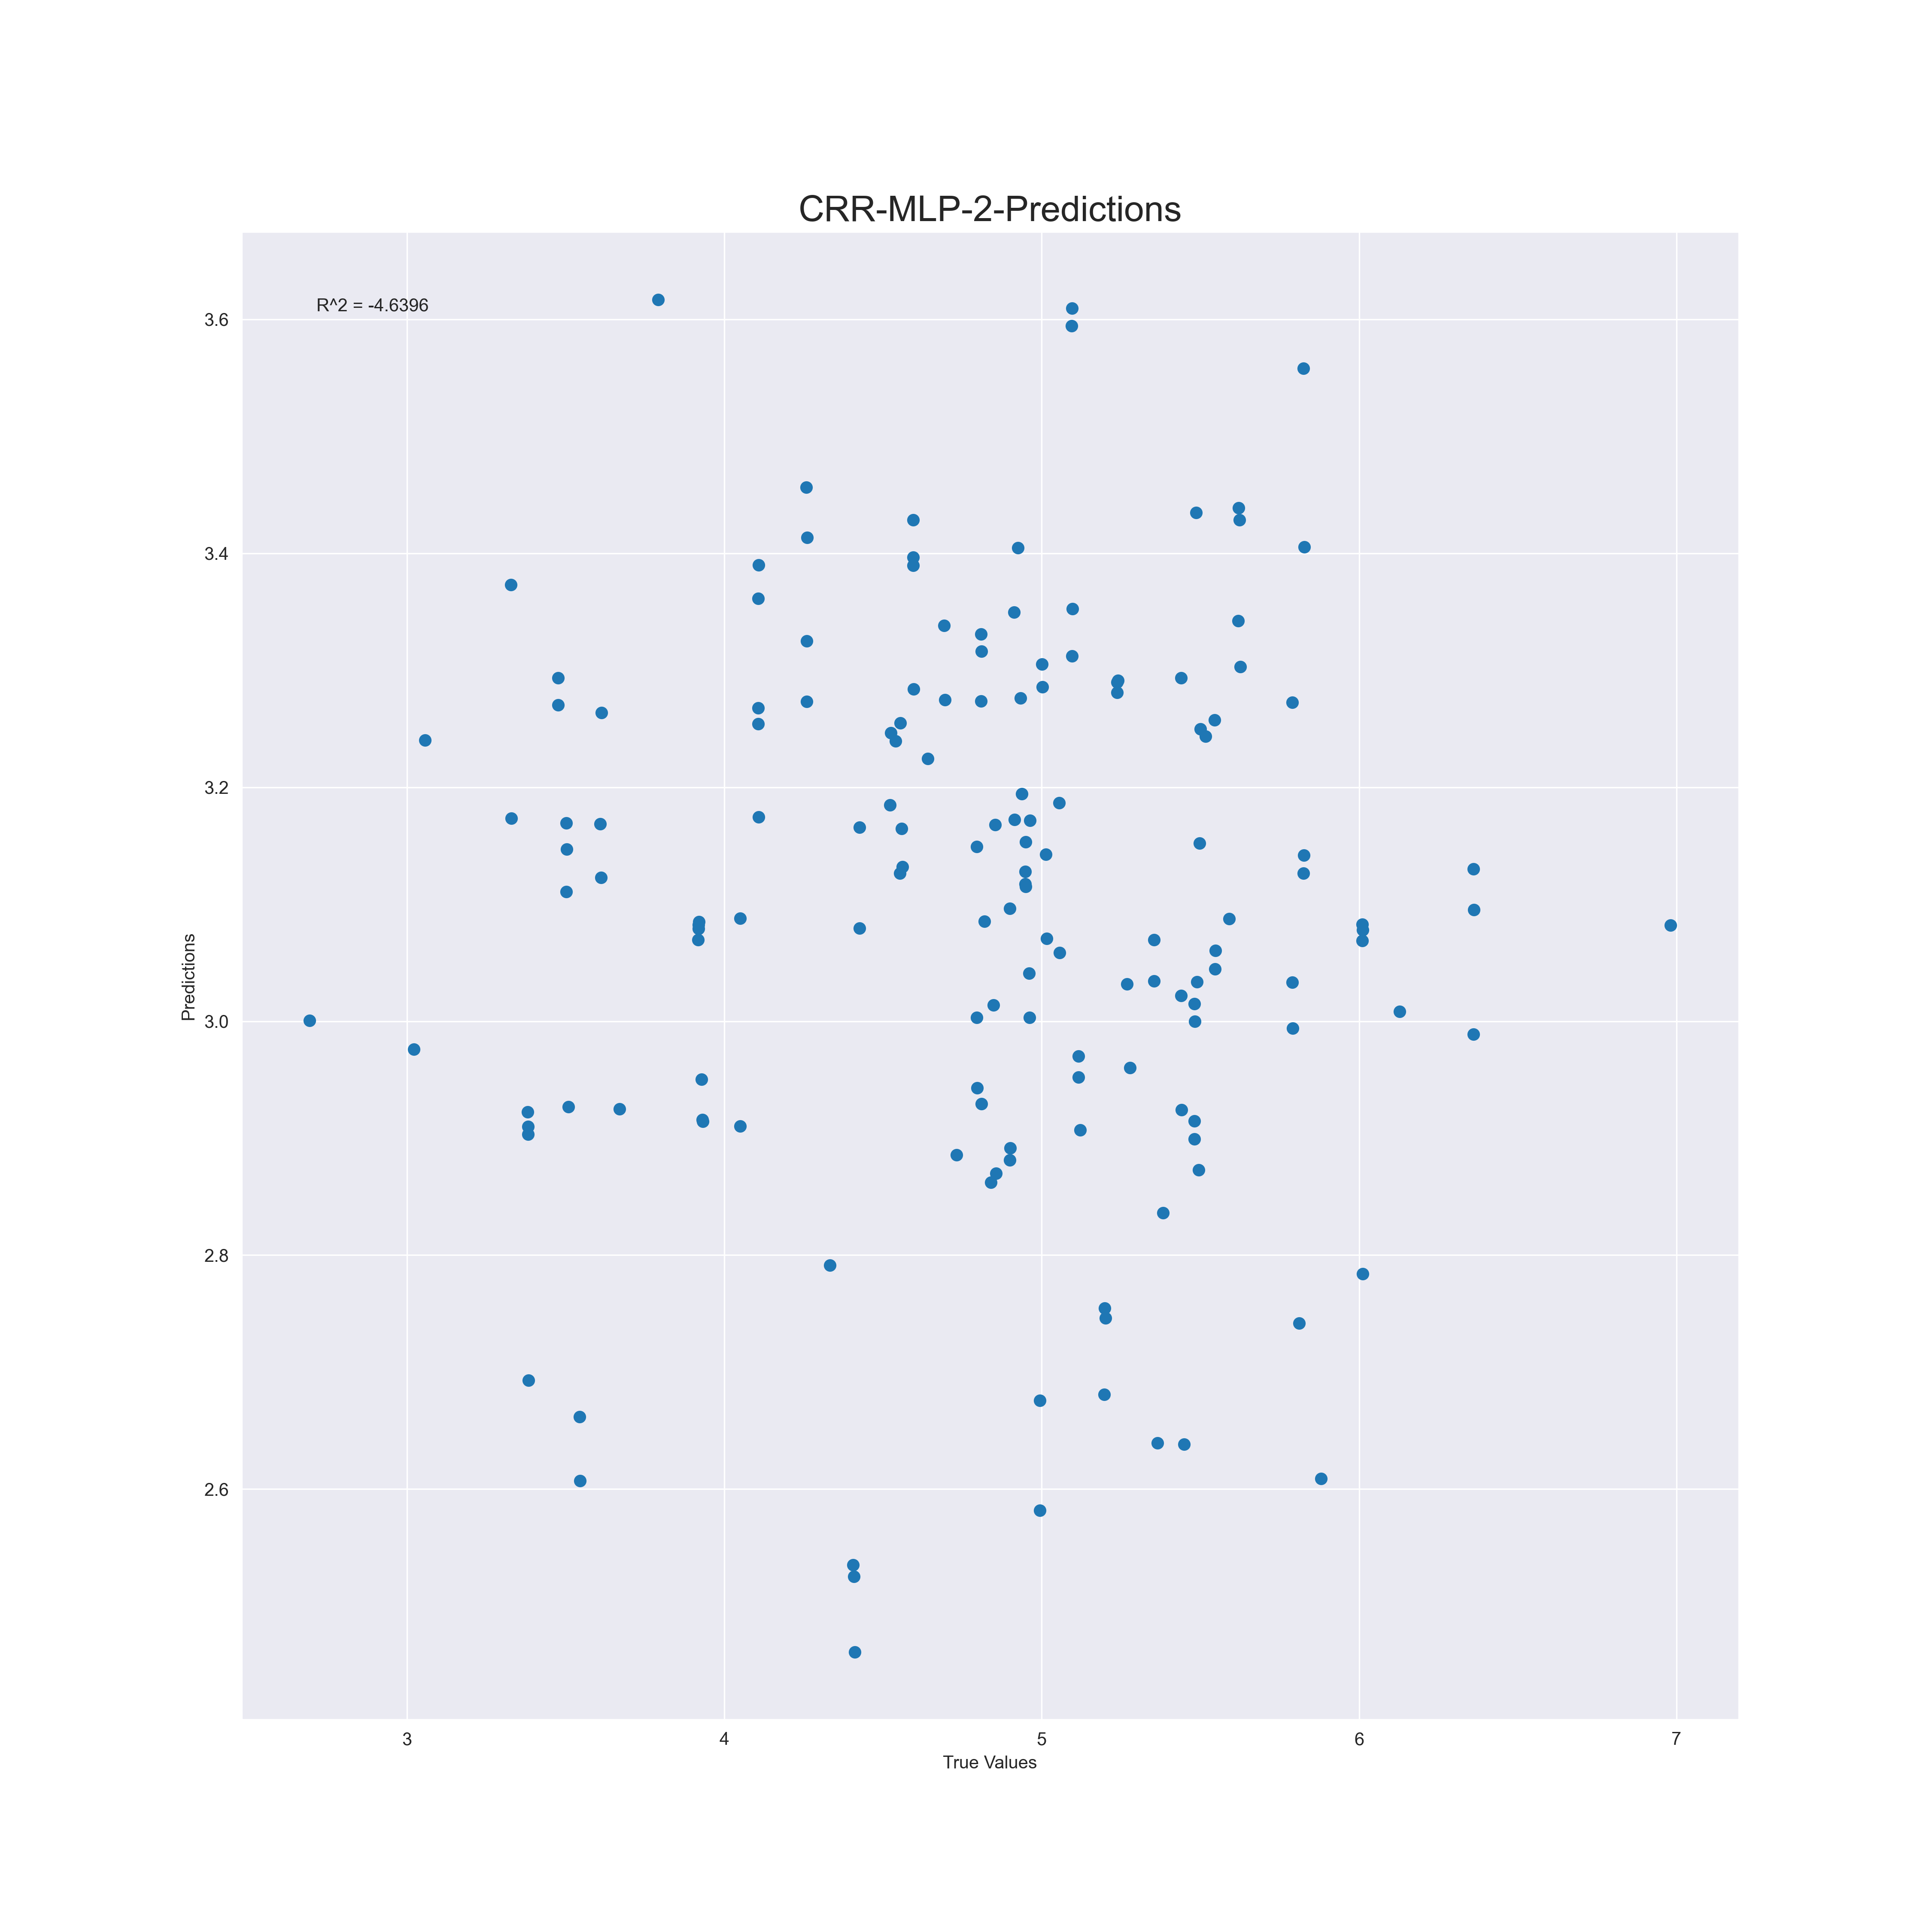 CRR-MLP-2-Predictions
R^2 = -4.6396
3.6
3.4
3.2
3.0
2.8
2.6
Predictions
3 4 5 6 7
True Values